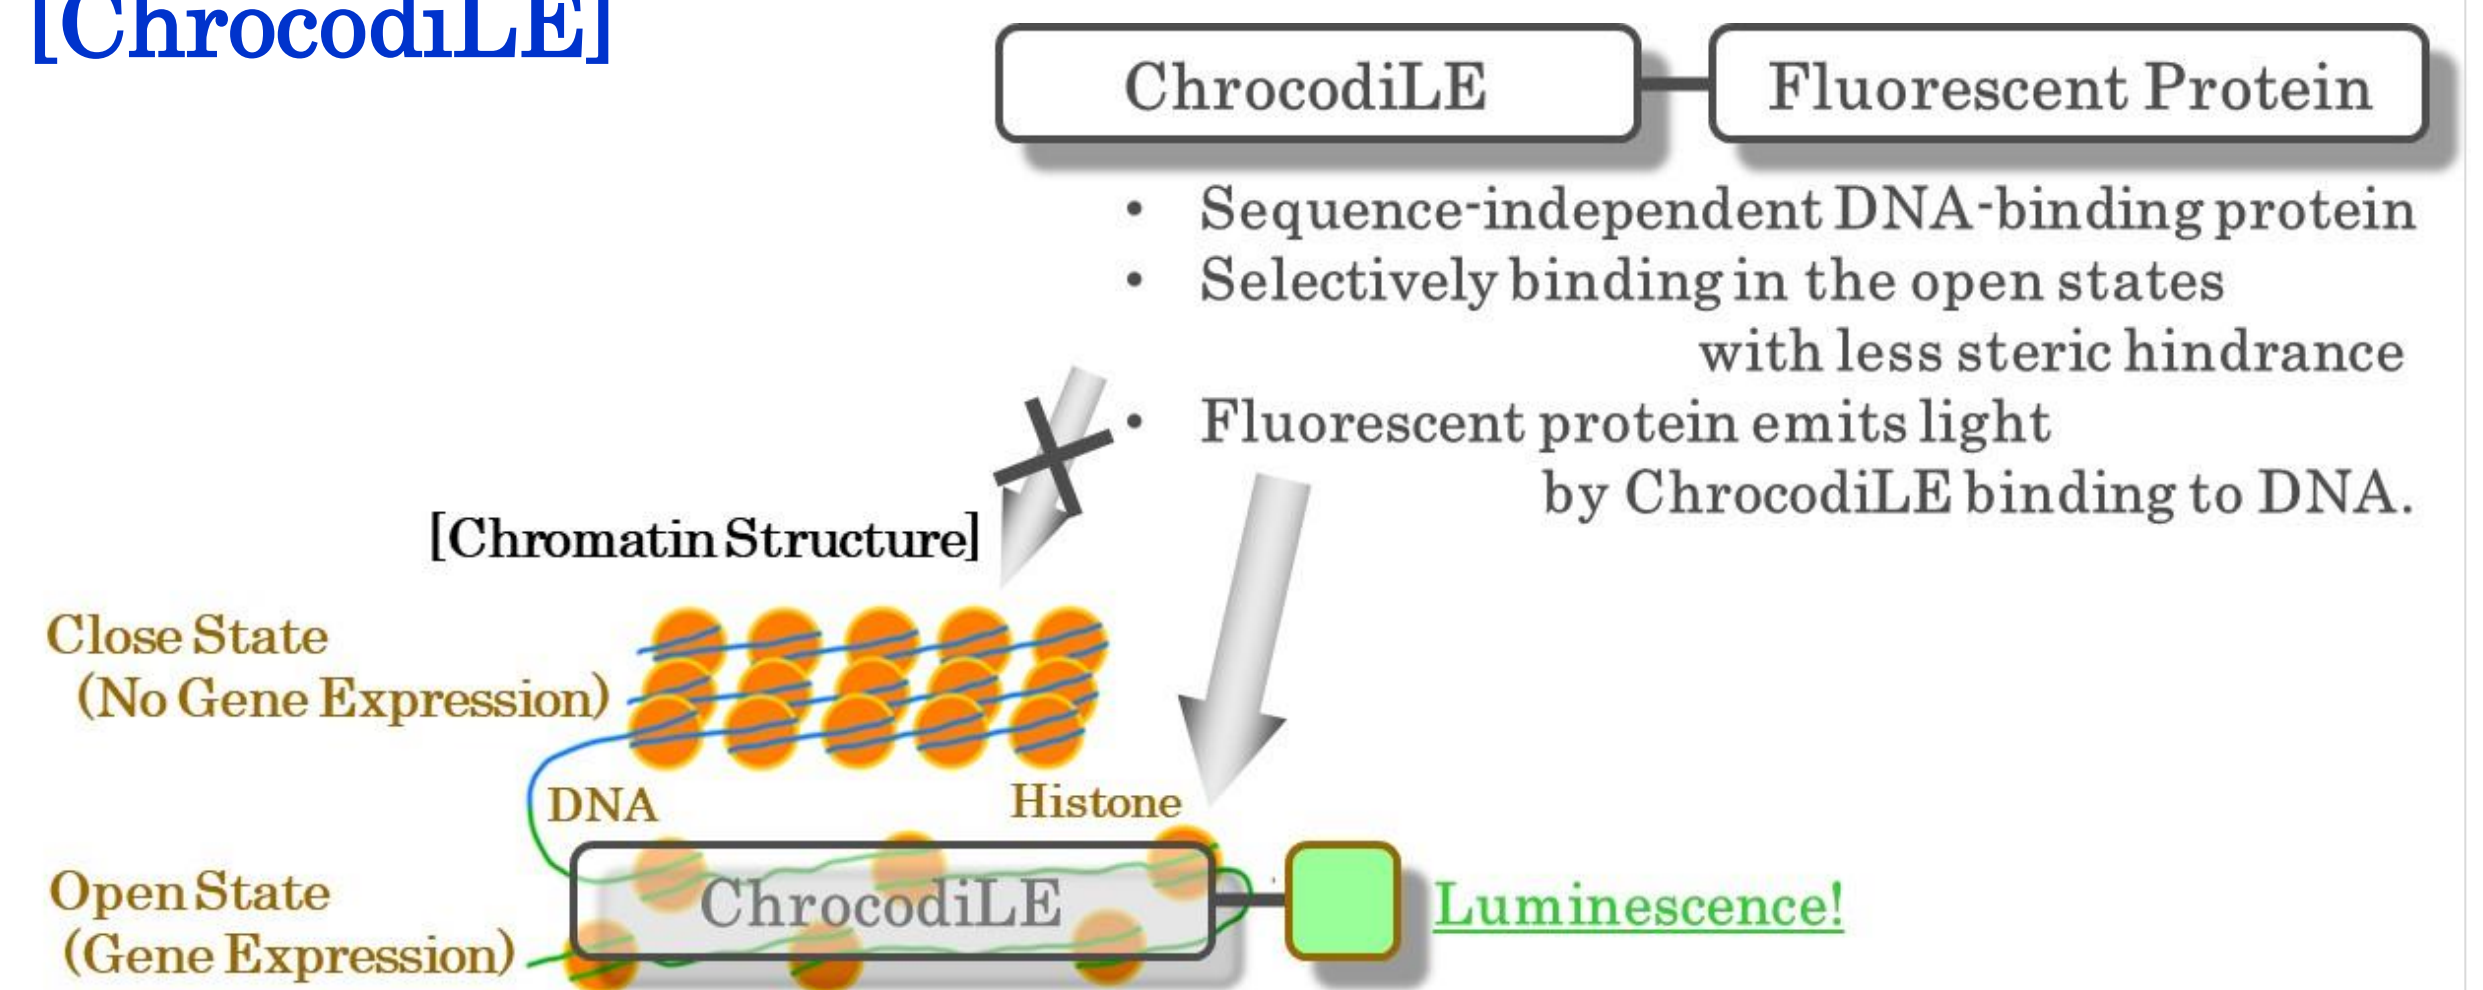 [ChrocodiLE]
ChrocodiLE
Fluorescent Protein
• Sequence-independent DNA-binding protein
• Selectively binding in the open states
with less steric hindrance
• Fluorescent protein emits light
by ChrocodiLE binding to DNA.
[Chromatin Structure]
Close State
(No Gene Expression)
DNA
Histone
Open State
(Gene Expression)
ChrocodiLE
Luminescence!